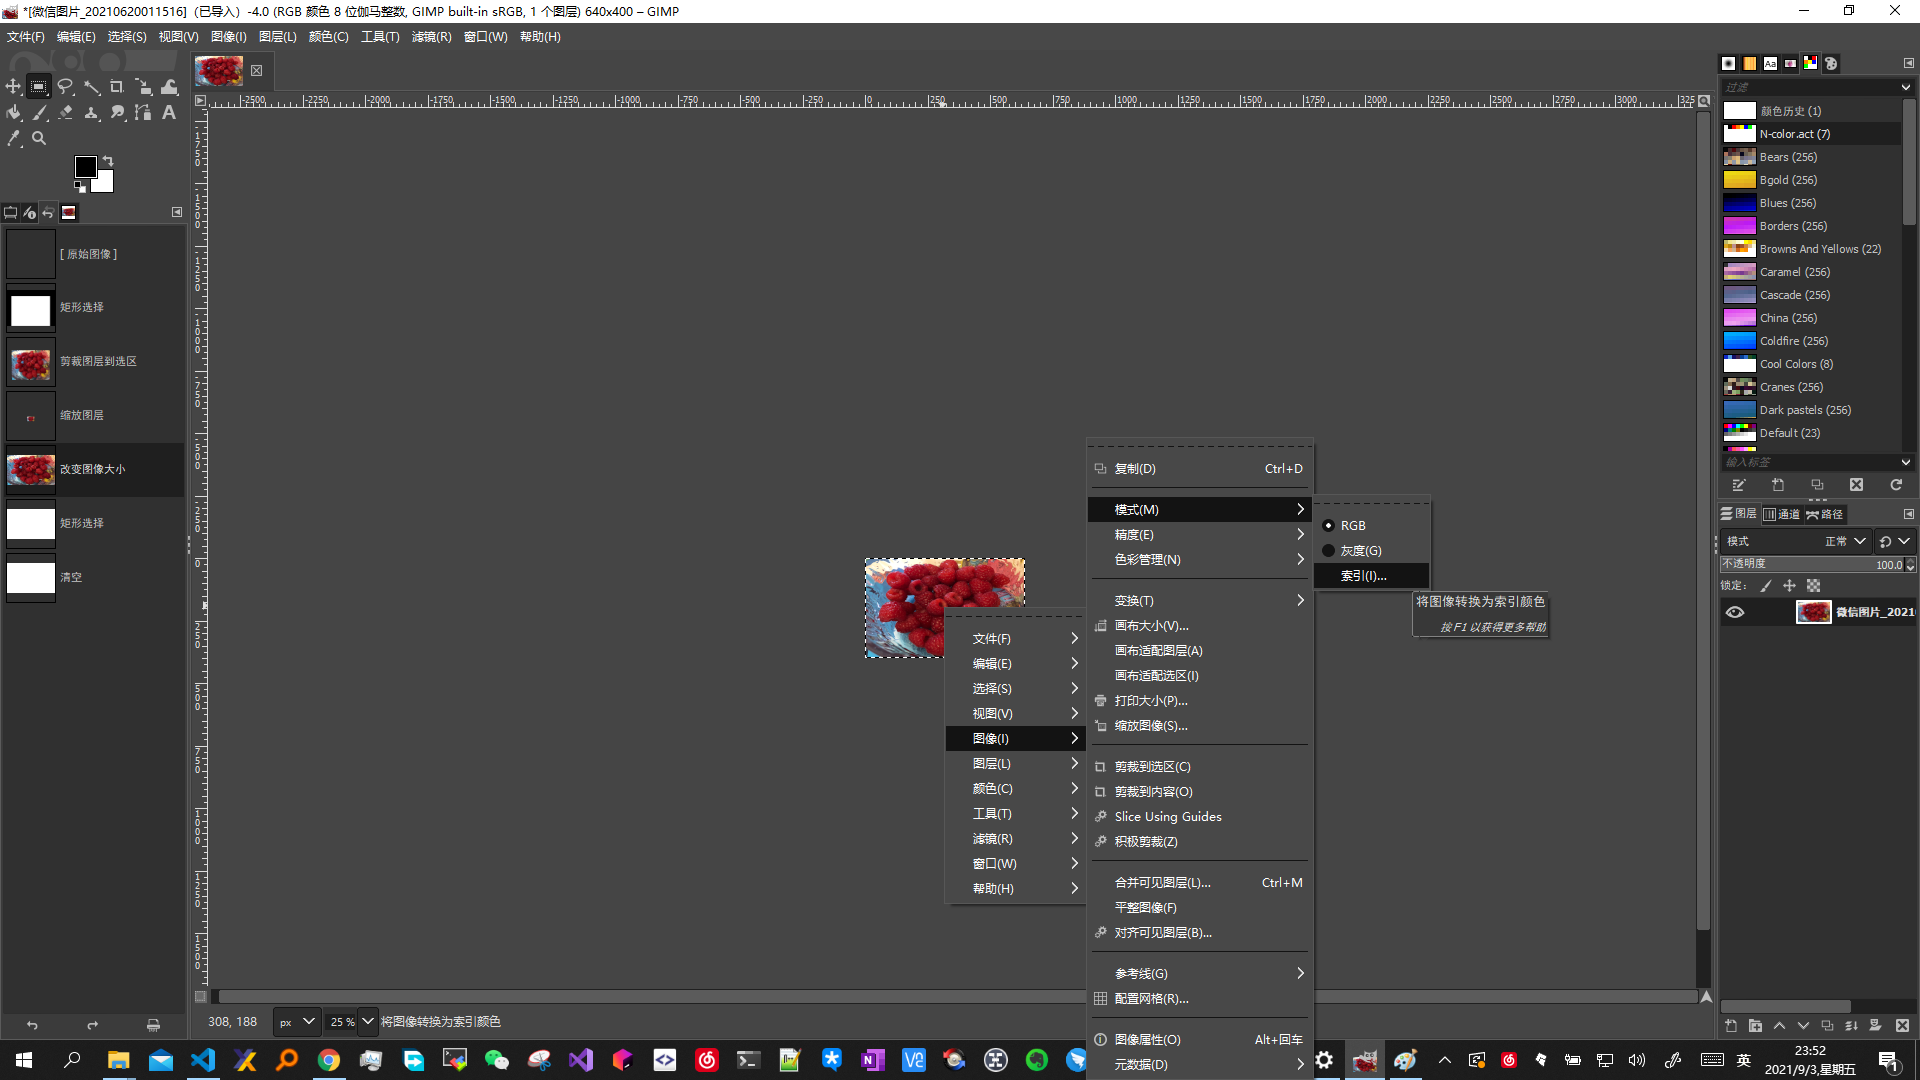 *[微信图片_20210620011516]（已导入）-4.0 (RGB 颜色 8 位伽马整数, GIMP built-in sRGB, 1 个图层) 640x400 – GIMP
文件(F) 编辑(E) 选择(S) 视图(V) 图像(I) 图层(L) 颜色(C) 工具(T) 滤镜(R) 窗口(W) 帮助(H)
-2500 -2250 -2000 -1750 -1500 -1250 -1000 -750 -500 -250 0 250 500 750 1000 1250 1500 1750 2000 2250 2500 2750 3000 325
[ 原始图像 ]
矩形选择
剪裁图层到选区
缩放图层
改变图像大小
矩形选择
清空
文件(F)
编辑(E)
选择(S)
视图(V)
图像(I)
图层(L)
颜色(C)
工具(T)
滤镜(R)
窗口(W)
帮助(H)
复制(D) Ctrl+D
模式(M)
精度(E)
色彩管理(N)
变换(T)
画布大小(V)...
画布适配图层(A)
画布适配选区(I)
打印大小(P)...
缩放图像(S)...
剪裁到选区(C)
剪裁到内容(O)
Slice Using Guides
积极剪裁(Z)
合并可见图层(L)... Ctrl+M
平整图像(F)
对齐可见图层(B)...
参考线(G)
配置网格(R)...
图像属性(O) Alt+回车
元数据(D)
RGB
灰度(G)
索引(I)...
将图像转换为索引颜色
按 F1 以获得更多帮助
过滤
颜色历史 (1)
N-color.act (7)
Bears (256)
Bgold (256)
Blues (256)
Borders (256)
Browns And Yellows (22)
Caramel (256)
Cascade (256)
China (256)
Coldfire (256)
Cool Colors (8)
Cranes (256)
Dark pastels (256)
Default (23)
输入标签
图层 通道 路径
模式 正常
不透明度 100.0
锁定:
微信图片_2021
308, 188 px 25 % 将图像转换为索引颜色
英
23:52
2021/9/3,星期五
1